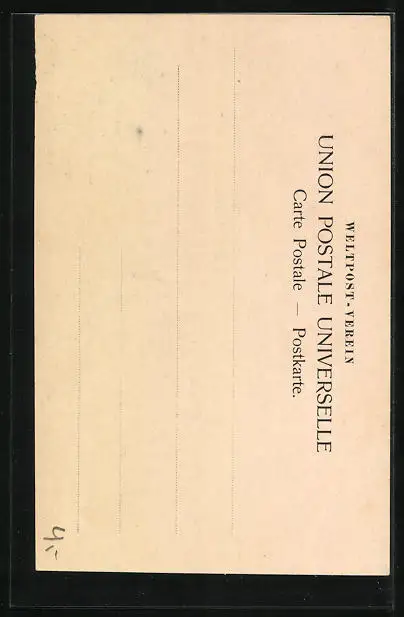 WELTPOST-VEREIN
UNION POSTALE UNIVERSELLE
Carte Postale — Postkarte.
4,-